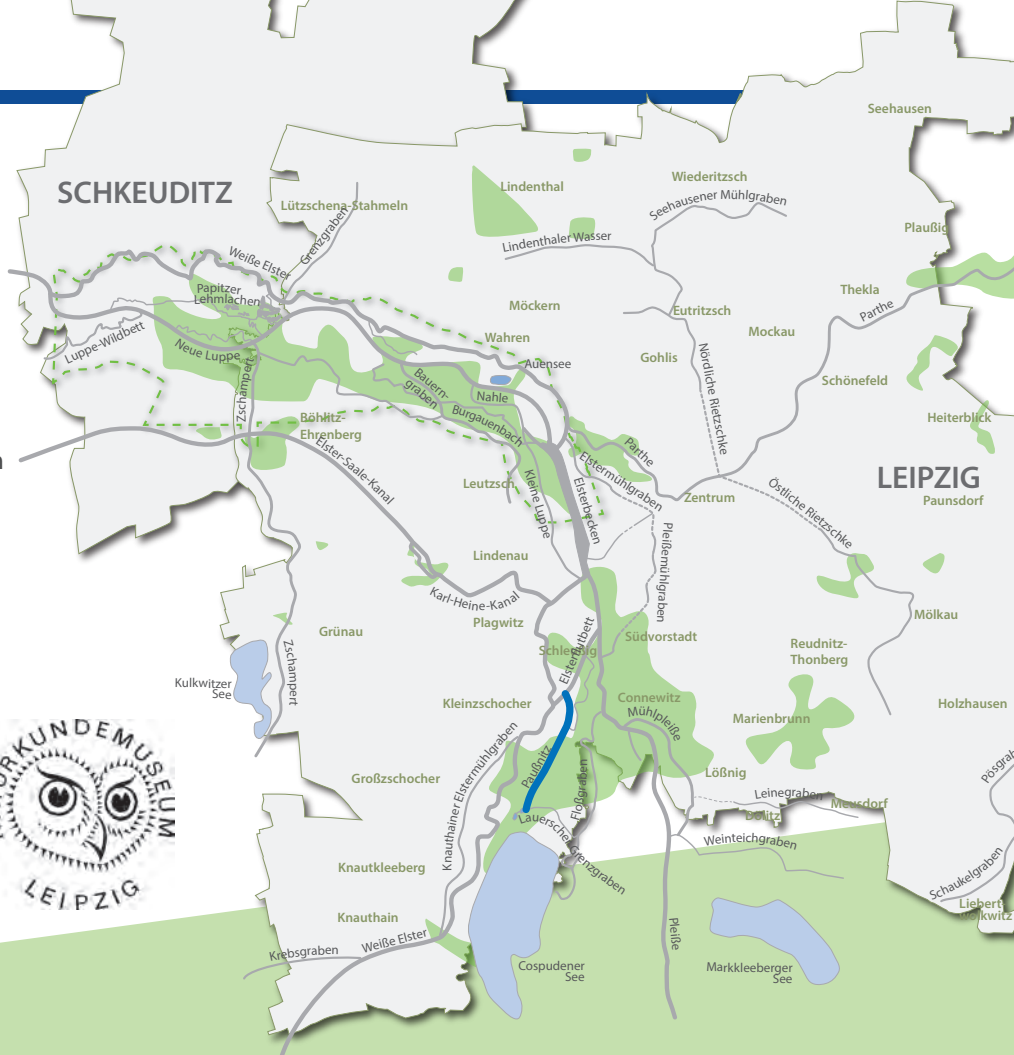 Seehausen
SCHKEUDITZ
Lindenthal
Wiederitzsch
Lützschena-Stahmeln
Grenzgraben
Seehausener Mühlgraben
Plaußig
Lindenthaler Wasser
Weiße Elster
Papitzer
Lehmlachen
Thekla
Parthe
Möckern
Eutritzsch
Mockau
Luppe-Wildbett
Neue Luppe
Wahren
Gohlis
Auensee
Nördliche Rietzschke
Schönefeld
Zschampert
Bauern-
graben
Nahle
Burgauenbach
Böhlitz-
Ehrenberg
Heiterblick
Elster-Saale-Kanal
Parthe
Elstermühlgraben
LEIPZIG
Leutzsch
Kleine Luppe
Elsterbecken
Zentrum
Östliche Rietzschke
Paunsdorf
Pleißemühlgraben
Lindenau
Karl-Heine-Kanal
Plagwitz
Mölkau
Grünau
Zschampert
Schleußig
Elsterflutbett
Südvorstadt
Reudnitz-
Thonberg
Kulkwitzer
See
Kleinzschocher
Connewitz
Mühlpleiße
Marienbrunn
Holzhausen
NATURKUNDEMUSEUM
LEIPZIG
Großzschocher
Knauthainer Elstermühlgraben
Paußnitz
Floßgraben
Lößnig
Leinegraben
Meusdorf
Dölitz
Lauerscher Grenzgraben
Weinteichgraben
Knautkleeberg
Schaukelgraben
Liebert-
wolkwitz
Knauthain
Krebsgraben
Weiße Elster
Pleiße
Cospudener
See
Markkleeberger
See